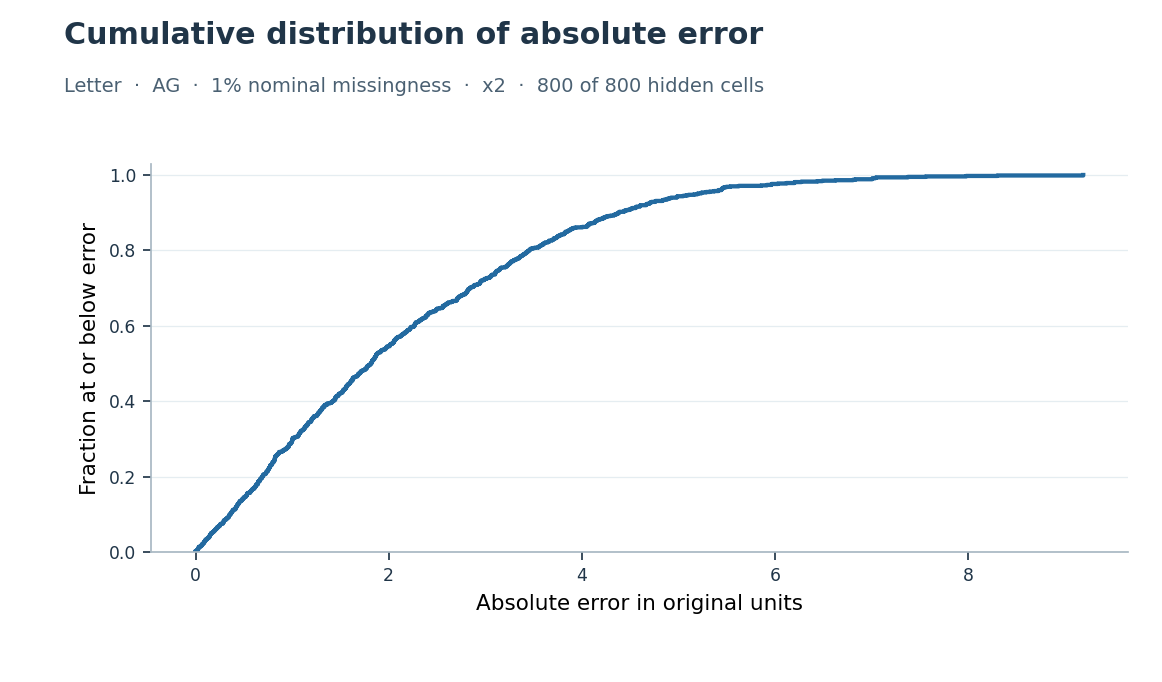 Cumulative distribution of absolute error
Letter · AG · 1% nominal missingness · x2 · 800 of 800 hidden cells
Fraction at or below error
1.0
0.8
0.6
0.4
0.2
0.0
0 2 4 6 8
Absolute error in original units